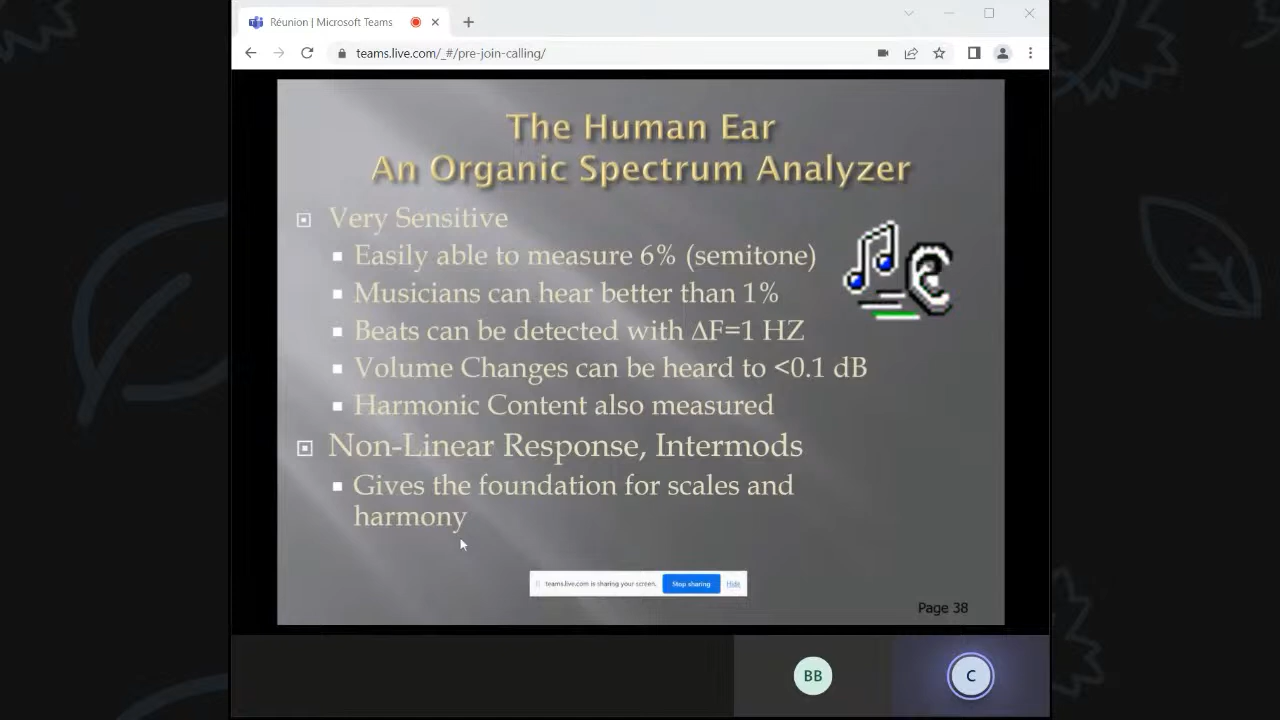 Réunion | Microsoft Teams
teams.live.com/_#/pre-join-calling/
The Human Ear
An Organic Spectrum Analyzer
Very Sensitive
Easily able to measure 6% (semitone)
Musicians can hear better than 1%
Beats can be detected with ΔF=1 HZ
Volume Changes can be heard to <0.1 dB
Harmonic Content also measured
Non-Linear Response, Intermods
Gives the foundation for scales and
harmony
teams.live.com is sharing your screen.
Stop sharing
Hide
Page 38
BB
C